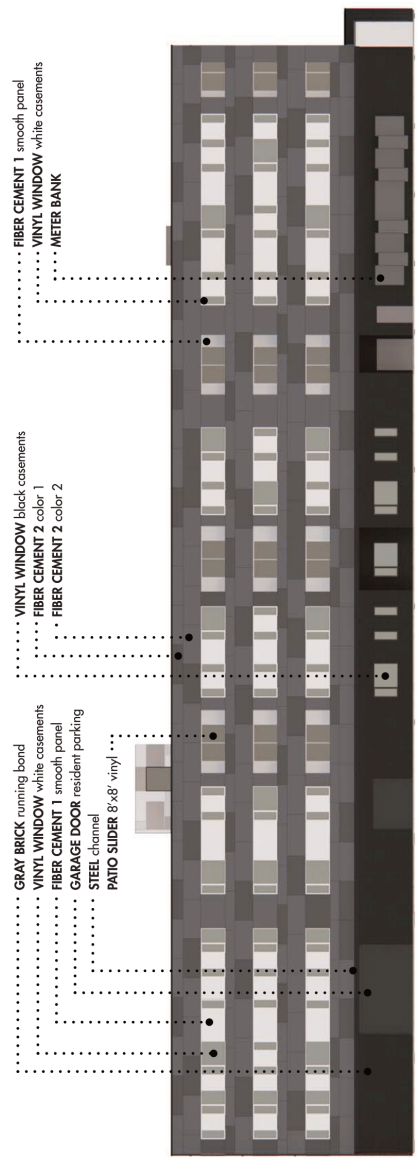 GRAY BRICK running bond
VINYL WINDOW white casements
FIBER CEMENT 1 smooth panel
GARAGE DOOR resident parking
STEEL channel
PATIO SLIDER 8'x8' vinyl
VINYL WINDOW black casements
FIBER CEMENT 2 color 1
FIBER CEMENT 2 color 2
FIBER CEMENT 1 smooth panel
VINYL WINDOW white casements
METER BANK